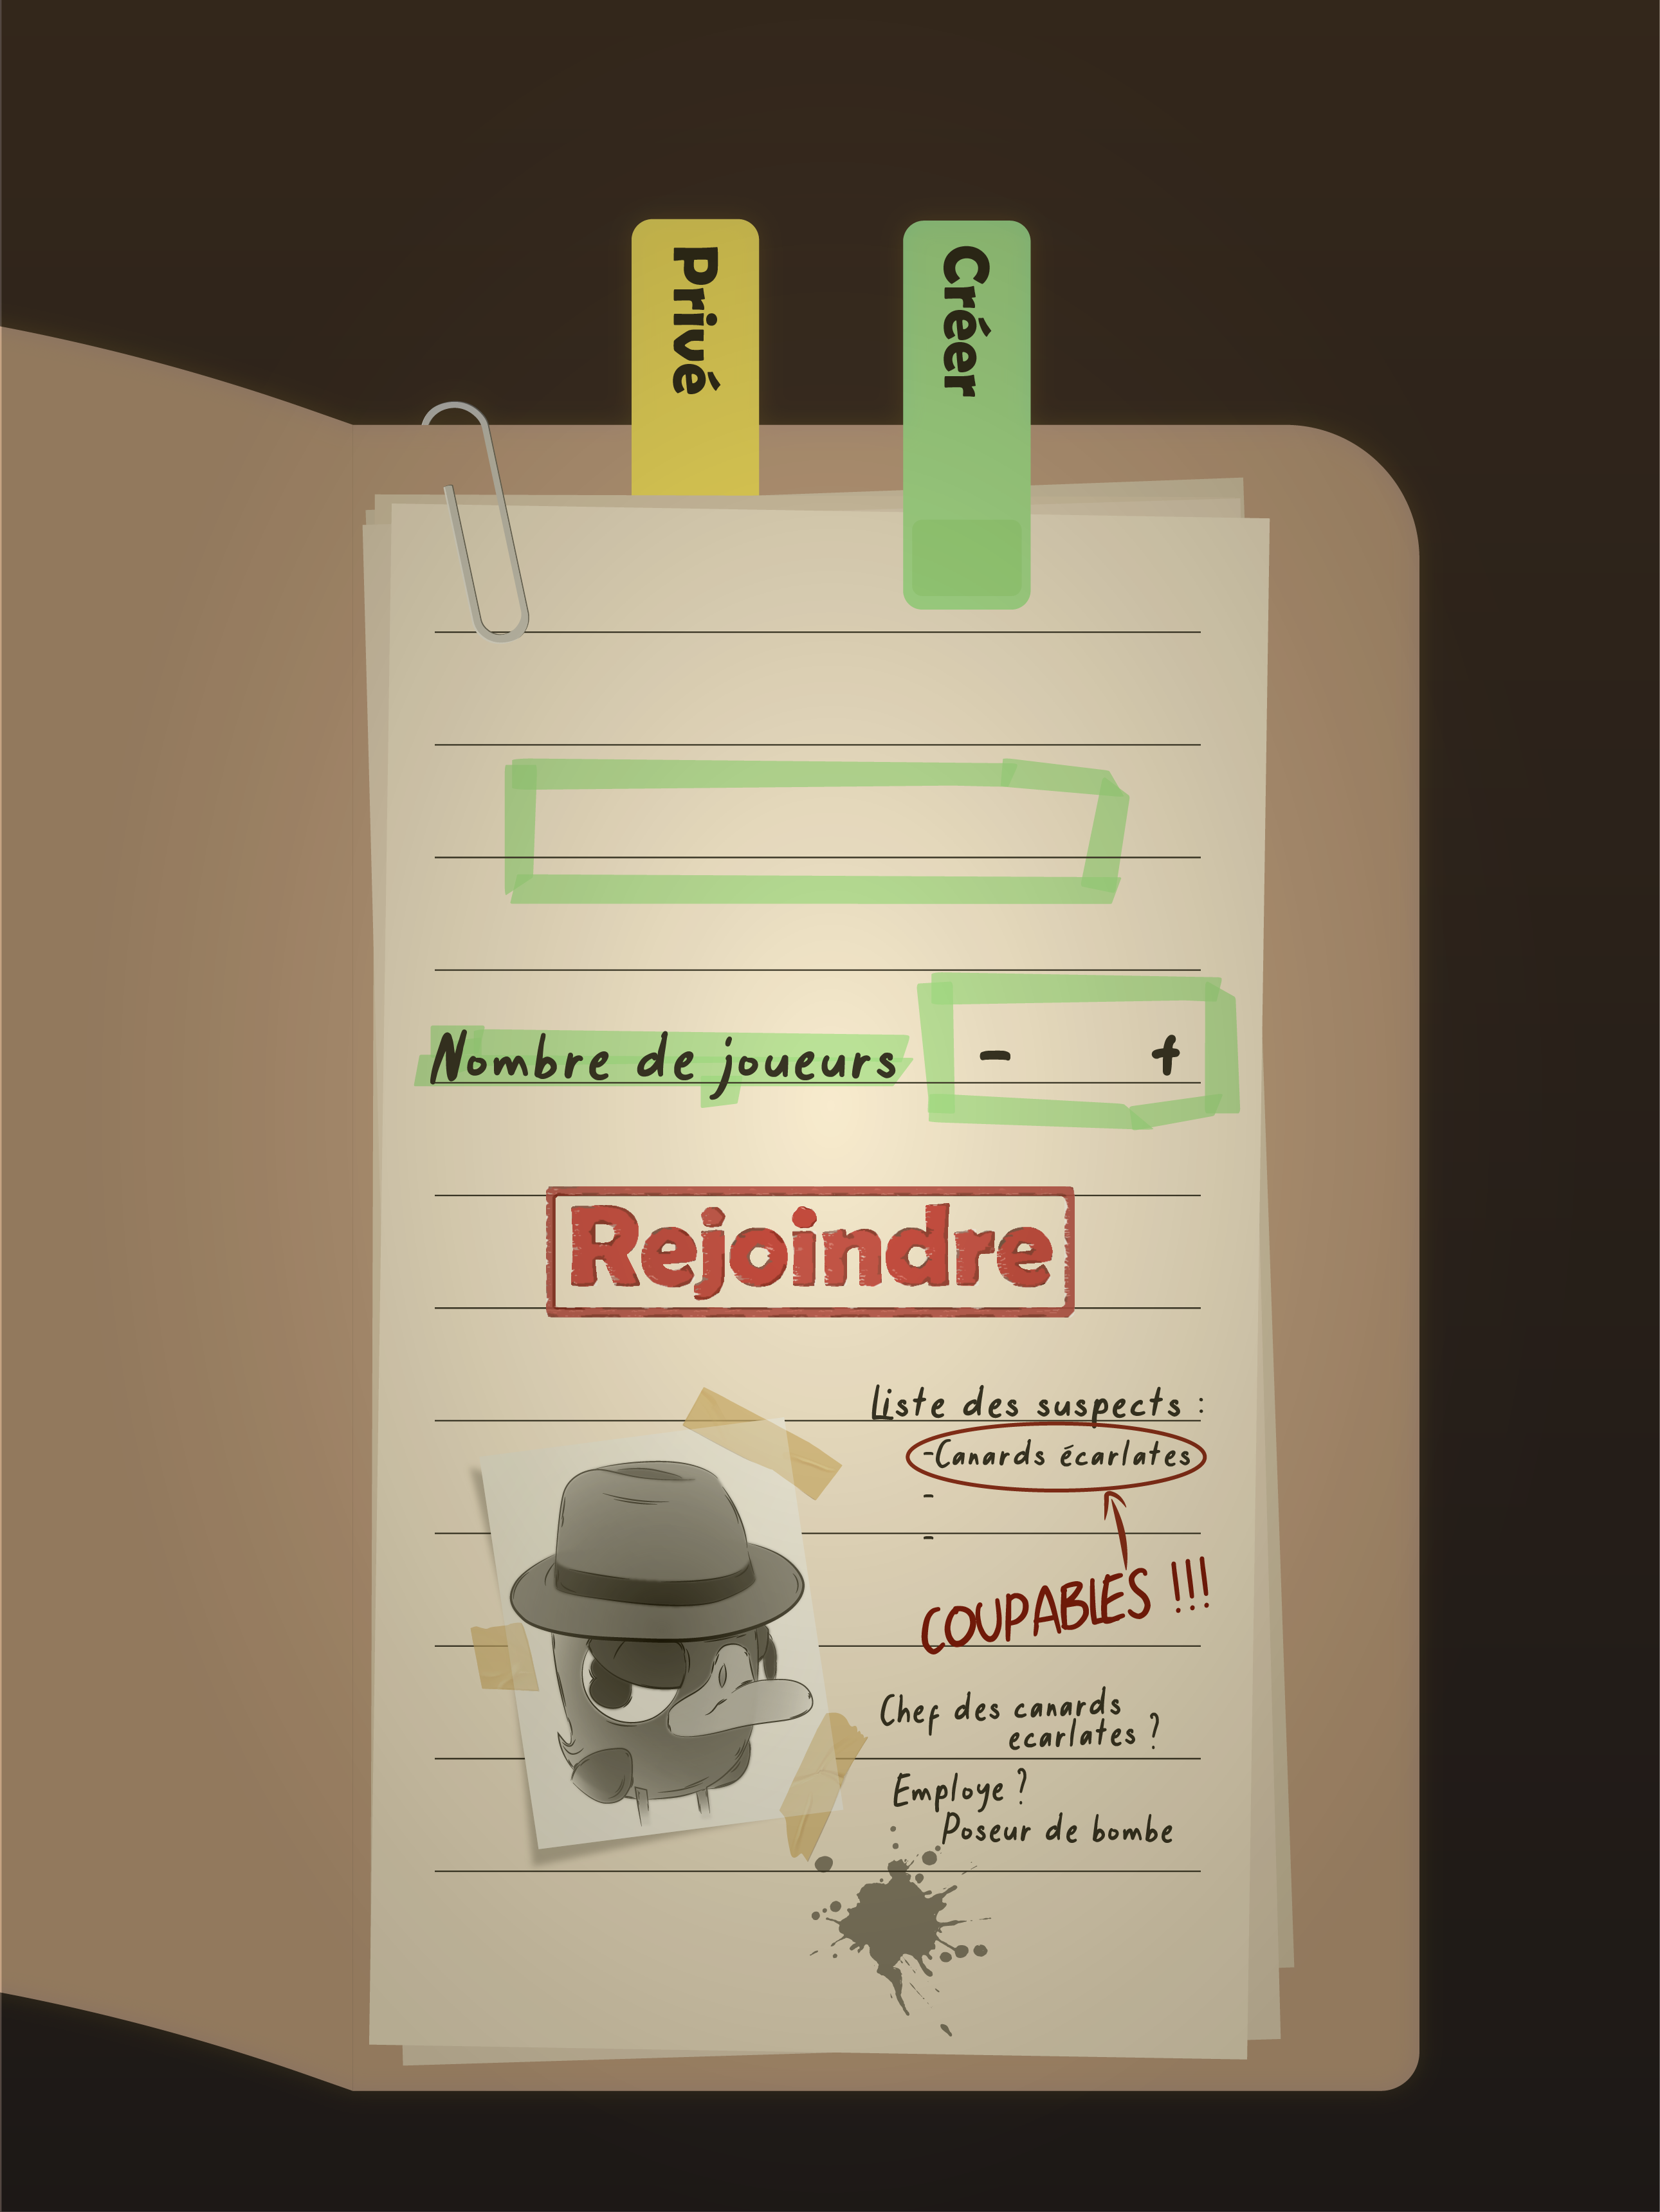 Privé
Créer
Nombre de joueurs - +
Rejoindre
Liste des suspects :
-Canards écarlates
-
-
COUPABLES !!!
Chef des canards
ecarlates ?
Employe ?
Poseur de bombe